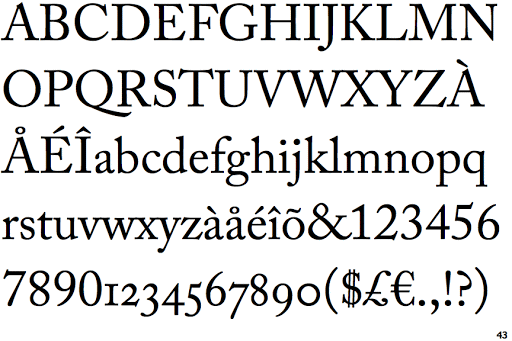 ABCDEFGHIJKLMN
OPQRSTUVWXYZÀ
ÅÉÎabcdefghijklmnopq
rstuvwxyzàåéîõ&123456
78901234567890($£€.,!?)
43